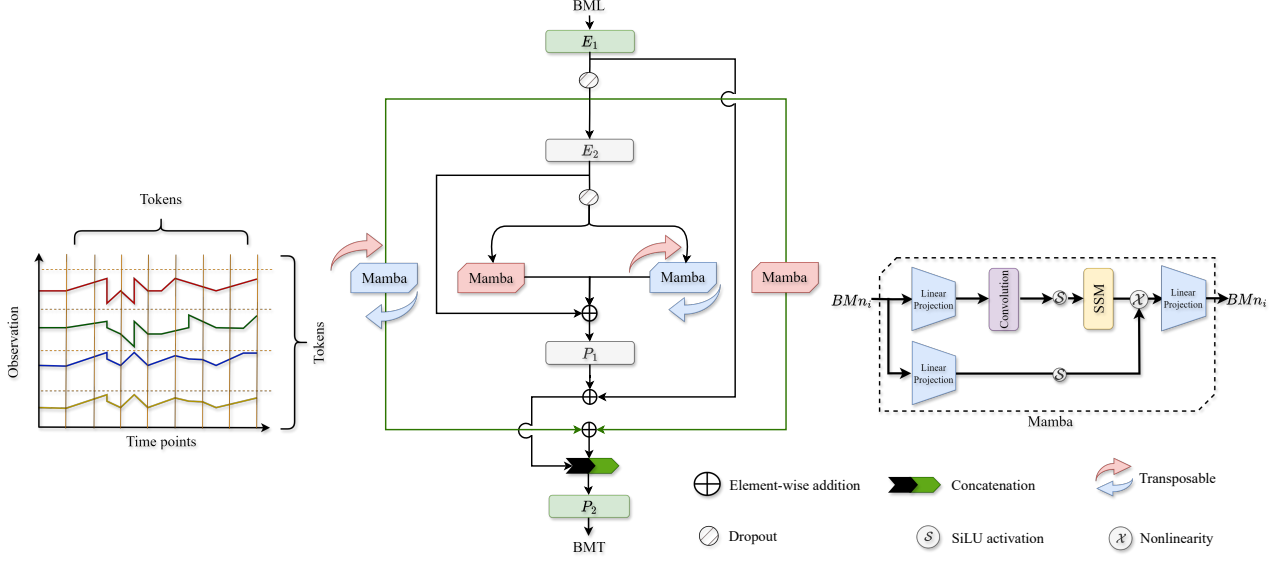 BML
E₁
E₂
Tokens
Observation
Time points
Tokens
Mamba
Mamba
Mamba
Mamba
P₁
P₂
BMT
BMnᵢ
Linear
Projection
Convolution
S
SSM
X
Linear
Projection
BMnᵢ
Linear
Projection
S
Mamba
Element-wise addition
Concatenation
Transposable
Dropout
S SiLU activation
X Nonlinearity